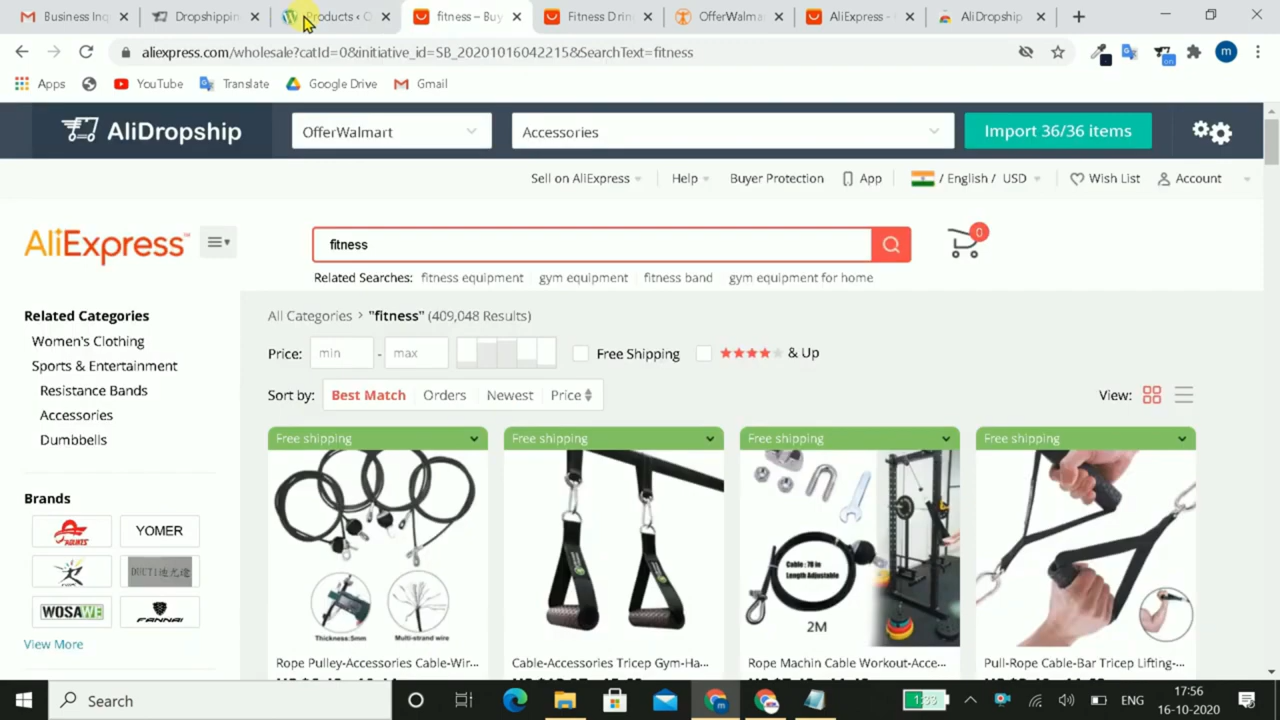 Business Inq
Dropshippin
Products ‹ O
fitness – Buy
Fitness Drin
OfferWalma
AliExpress -
AliDropship
aliexpress.com/wholesale?catId=0&initiative_id=SB_20201016042215&SearchText=fitness
Apps
YouTube
Translate
Google Drive
Gmail
AliDropship
OfferWalmart
Accessories
Import 36/36 items
Sell on AliExpress
Help
Buyer Protection
App
/ English / USD
Wish List
Account
AliExpress
fitness
0
Related Searches: fitness equipment gym equipment fitness band gym equipment for home
Related Categories
Women's Clothing
Sports & Entertainment
Resistance Bands
Accessories
Dumbbells
Brands
YOMER
WOSAWE
FANNAI
View More
All Categories > "fitness" (409,048 Results)
Price: min - max Free Shipping & Up
Sort by: Best Match Orders Newest Price
View:
Free shipping
Free shipping
Free shipping
Free shipping
Thickness:5mm
Multi-strand wire
Cable : 78 in
Length Adjustable
2M
Rope Pulley-Accessories Cable-Wir...
Cable-Accessories Tricep Gym-Ha...
Rope Machin Cable Workout-Acce...
Pull-Rope Cable-Bar Tricep Lifting-...
Search
1:33
ENG
17:56
16-10-2020